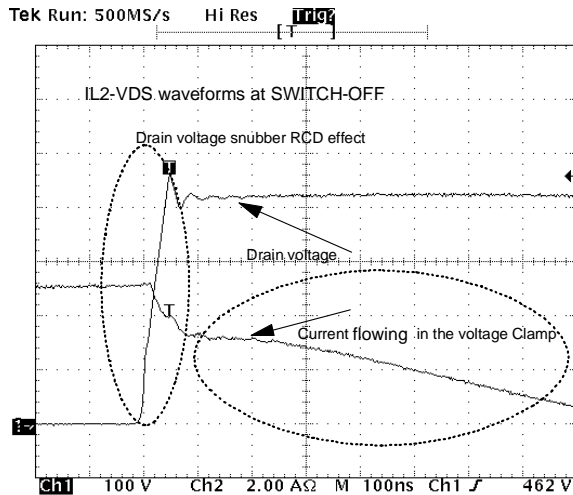 Tek Run: 500MS/s Hi Res Trig?
[ T ]
IL2-VDS waveforms at SWITCH-OFF
Drain voltage snubber RCD effect
T
Drain voltage
T
Current flowing in the voltage Clamp
Ch1 100 V Ch2 2.00 AΩ M 100ns Ch1 462 V